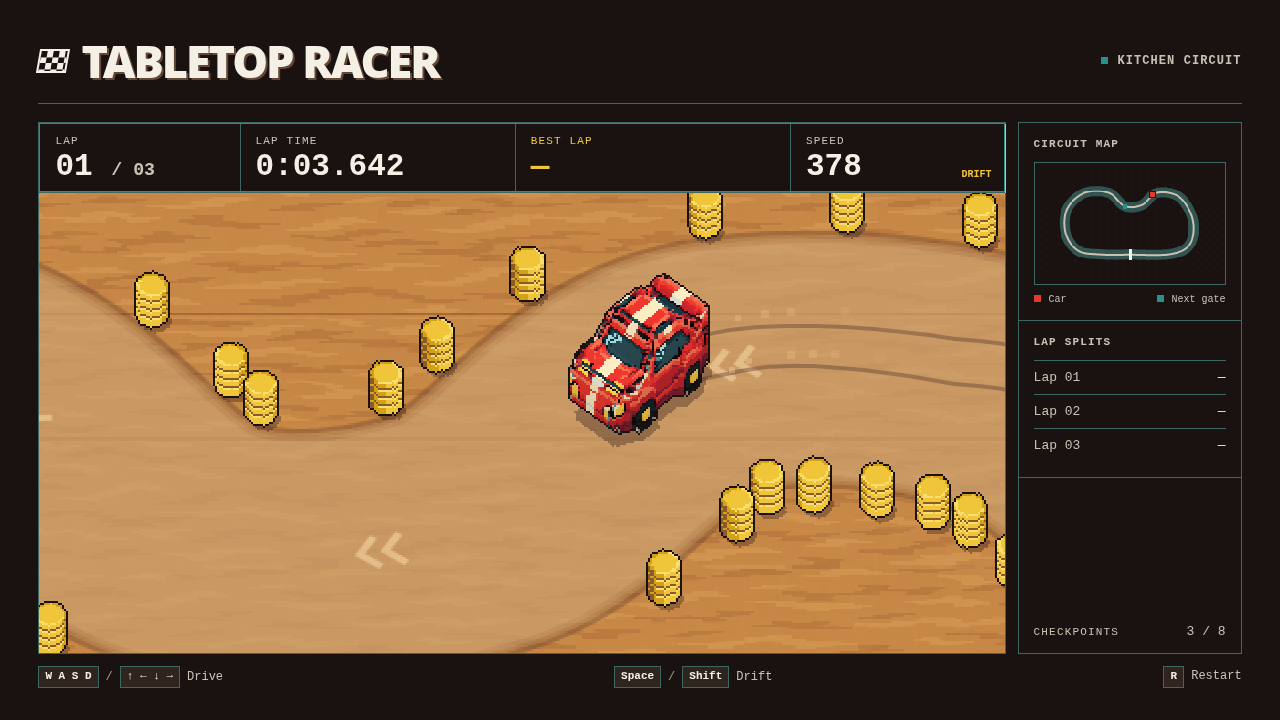 TABLETOP RACER
KITCHEN CIRCUIT
LAP
01 / 03
LAP TIME
0:03.642
BEST LAP
—
SPEED
378
DRIFT
CIRCUIT MAP
Car
Next gate
LAP SPLITS
Lap 01 —
Lap 02 —
Lap 03 —
CHECKPOINTS 3 / 8
W A S D / ↑ ← ↓ → Drive
Space / Shift Drift
R Restart